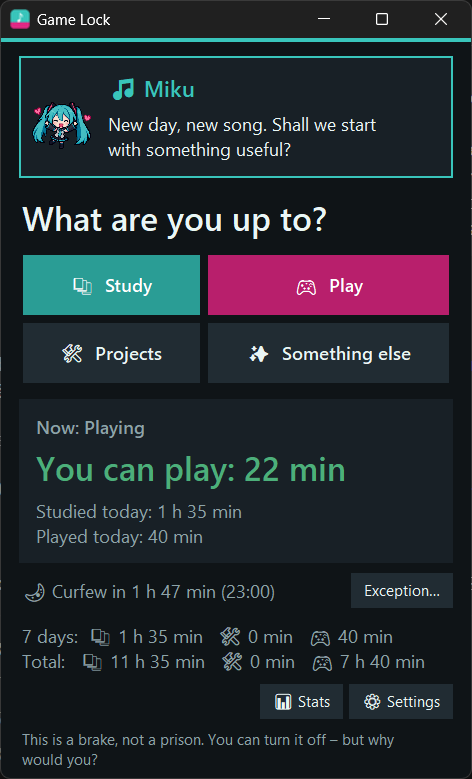 Game Lock
Miku
New day, new song. Shall we start
with something useful?
What are you up to?
Study
Play
Projects
Something else
Now: Playing
You can play: 22 min
Studied today: 1 h 35 min
Played today: 40 min
Curfew in 1 h 47 min (23:00)
Exception...
7 days: 1 h 35 min 0 min 40 min
Total: 11 h 35 min 0 min 7 h 40 min
Stats
Settings
This is a brake, not a prison. You can turn it off – but why
would you?